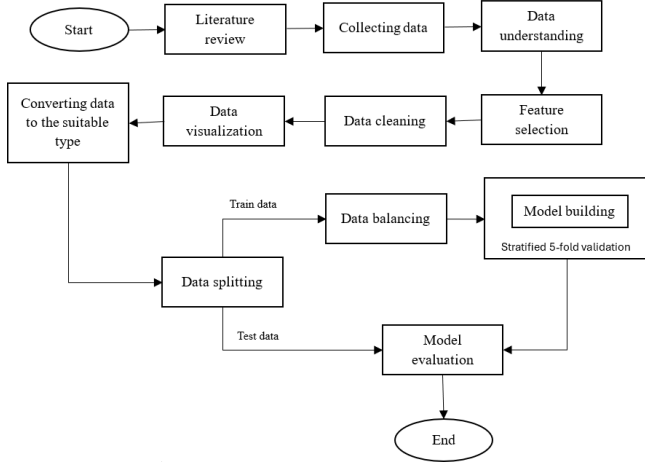 Start
Literature
review
Collecting data
Data
understanding
Converting data
to the suitable
type
Data
visualization
Data cleaning
Feature
selection
Train data
Data balancing
Model building
Stratified 5-fold validation
Data splitting
Test data
Model
evaluation
End